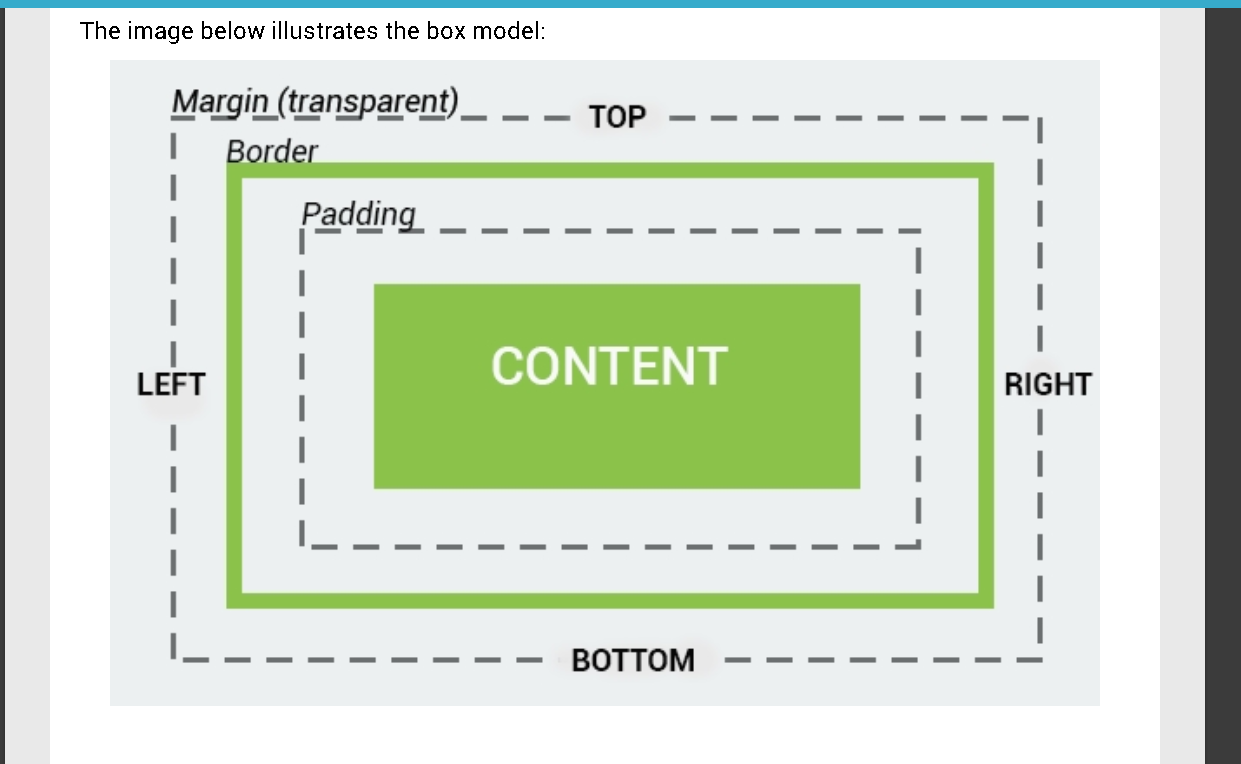 The image below illustrates the box model:
Margin (transparent)
TOP
Border
Padding
CONTENT
LEFT
RIGHT
BOTTOM